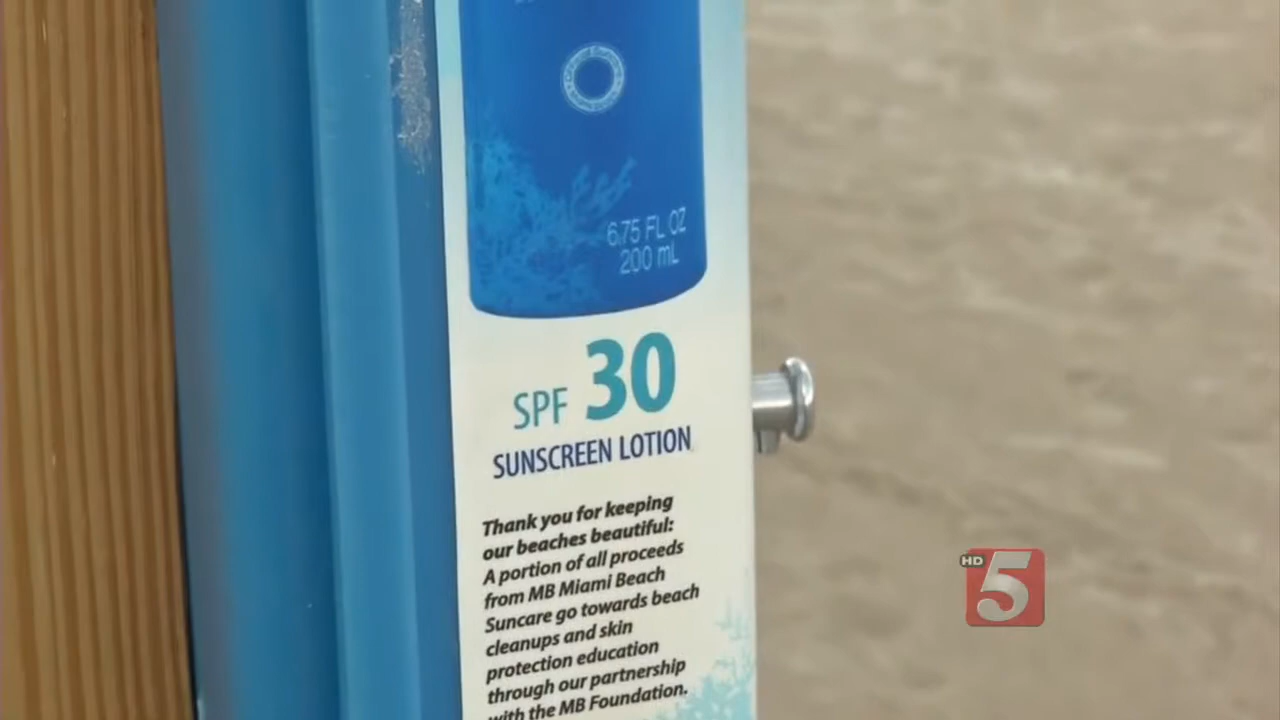 6.75 FL OZ
200 mL
SPF 30
SUNSCREEN LOTION
Thank you for keeping
our beaches beautiful:
A portion of all proceeds
from MB Miami Beach
Suncare go towards beach
cleanups and skin
protection education
through our partnership
with the MB Foundation.
HD
5